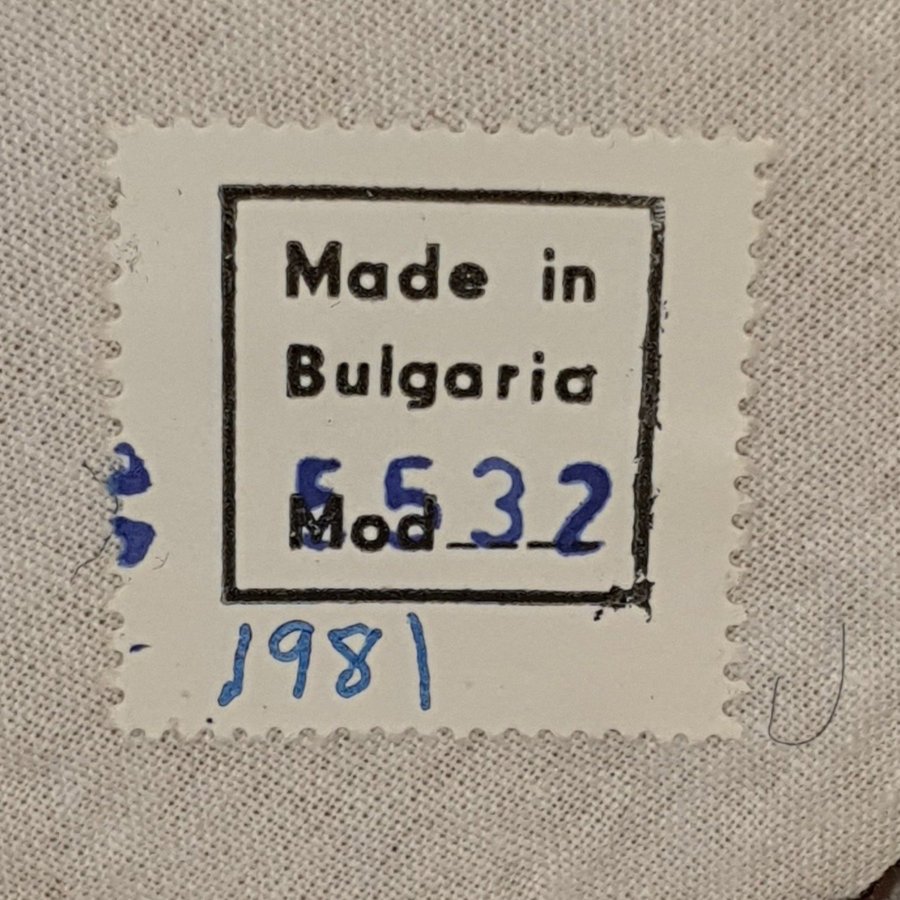 Made in
Bulgaria
Mod 5532
1981